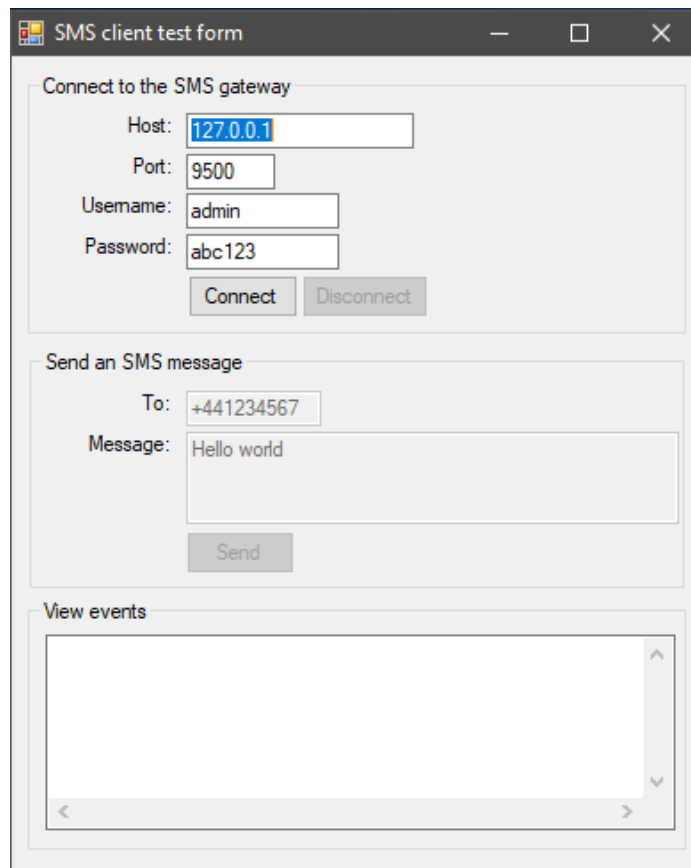 SMS client test form
Connect to the SMS gateway
Host: 127.0.0.1
Port: 9500
Username: admin
Password: abc123
Connect Disconnect
Send an SMS message
To: +441234567
Message: Hello world
Send
View events